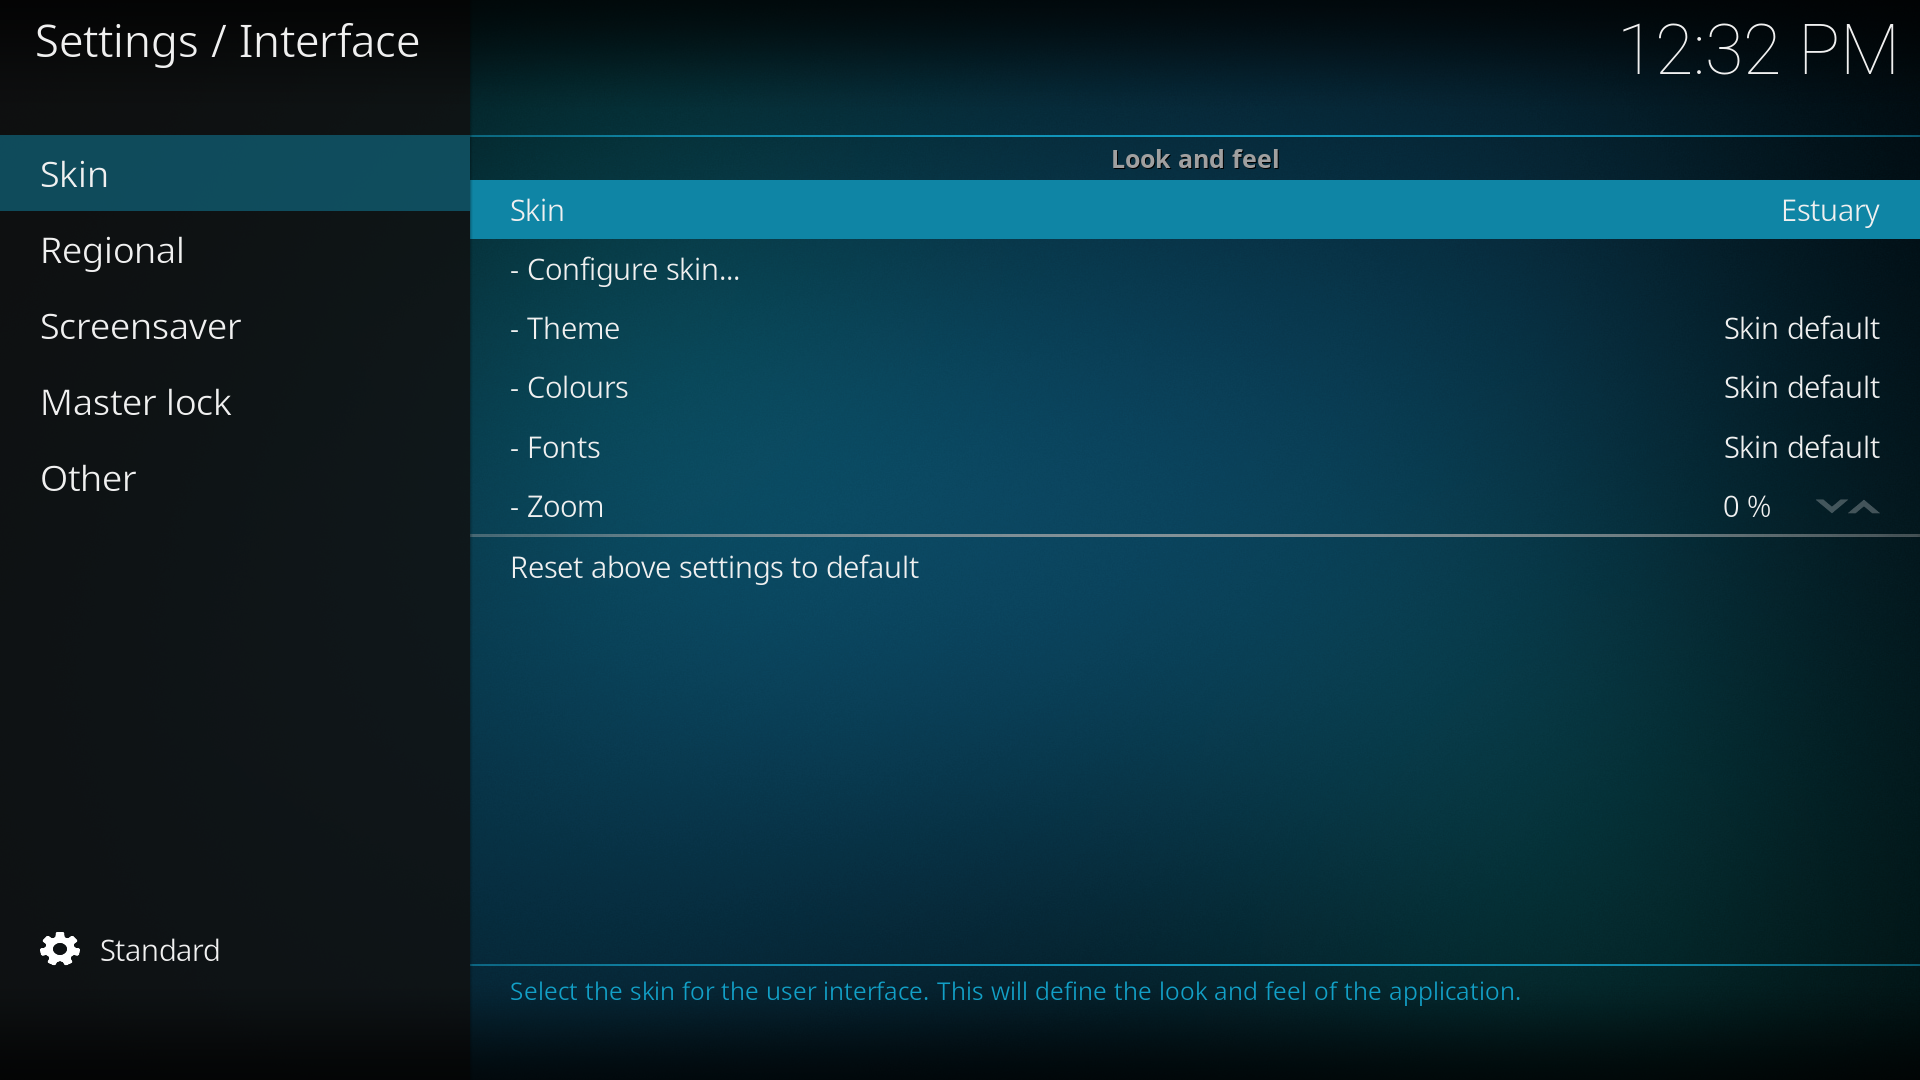 Settings / Interface
12:32 PM
Skin
Regional
Screensaver
Master lock
Other
Standard
Look and feel
Skin Estuary
- Configure skin...
- Theme Skin default
- Colours Skin default
- Fonts Skin default
- Zoom 0 %
Reset above settings to default
Select the skin for the user interface. This will define the look and feel of the application.